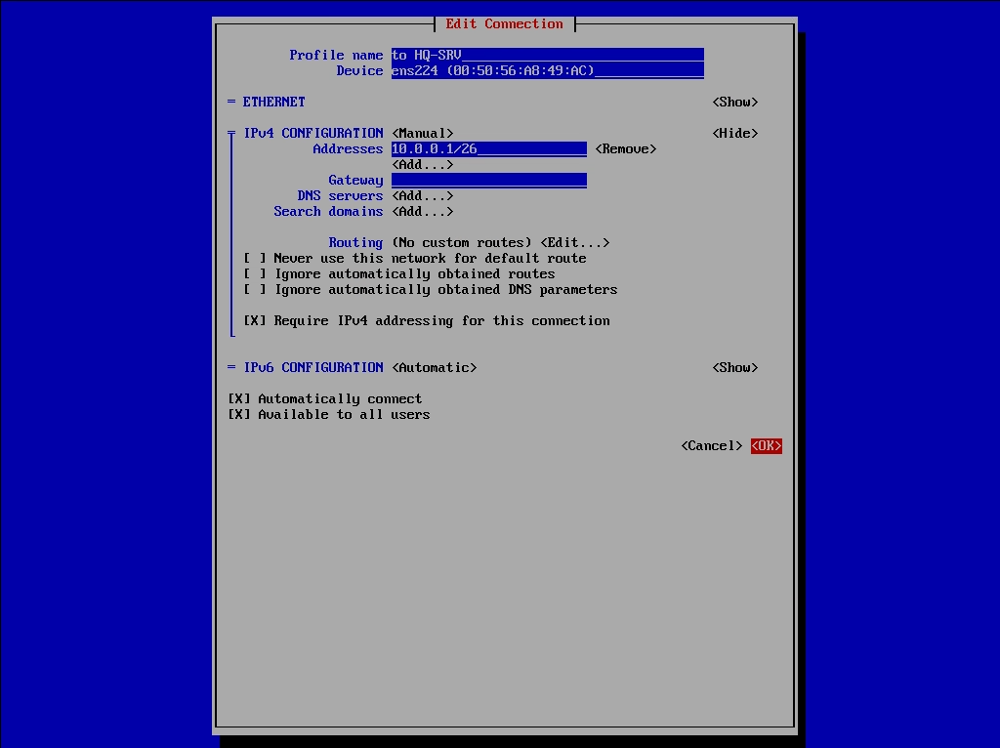 Edit Connection
Profile name to HQ-SRV
Device ens224 (00:50:56:A8:49:AC)
= ETHERNET <Show>
IPv4 CONFIGURATION <Manual> <Hide>
Addresses 10.0.0.1/26 <Remove>
<Add...>
Gateway
DNS servers <Add...>
Search domains <Add...>
Routing (No custom routes) <Edit...>
[ ] Never use this network for default route
[ ] Ignore automatically obtained routes
[ ] Ignore automatically obtained DNS parameters
[X] Require IPv4 addressing for this connection
= IPv6 CONFIGURATION <Automatic> <Show>
[X] Automatically connect
[X] Available to all users
<Cancel> <OK>